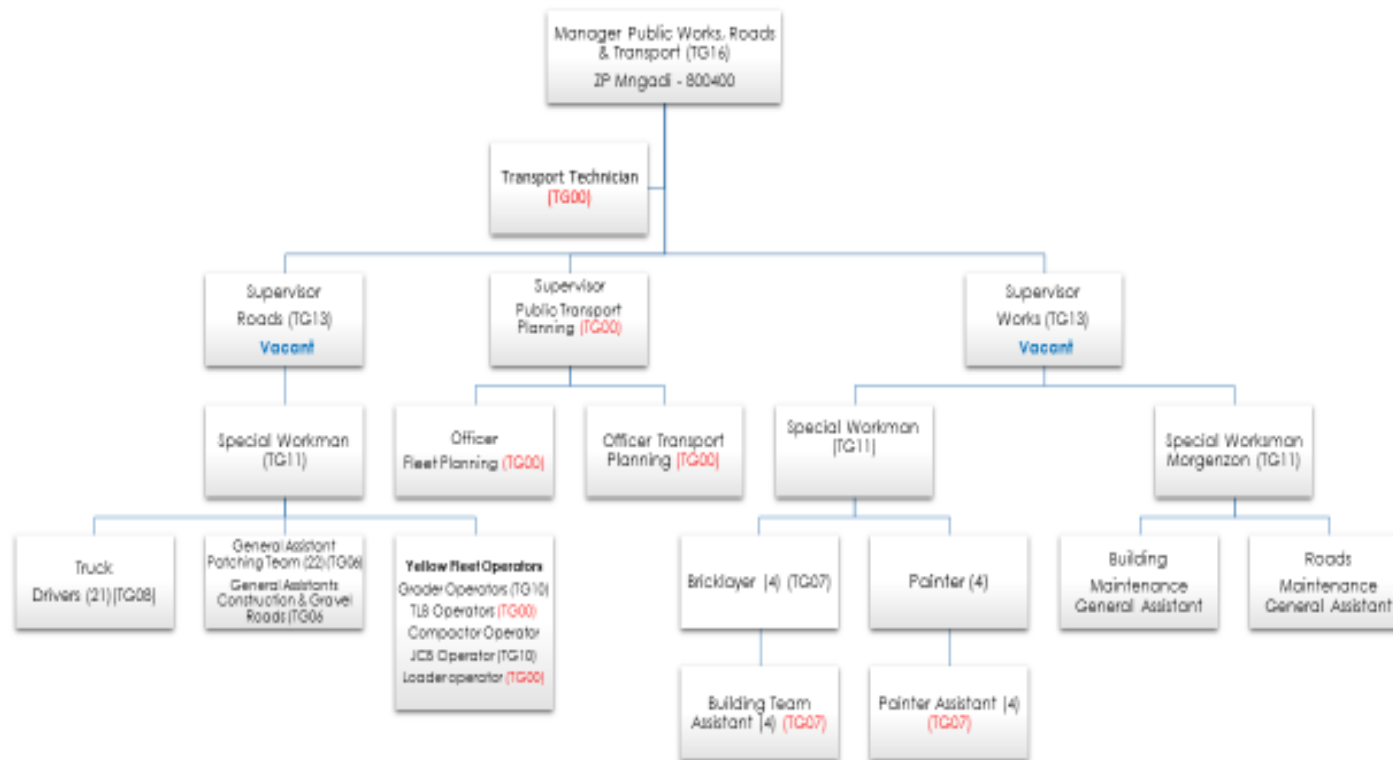 Manager Public Works, Roads
& Transport (TG16)
ZP Mngadi - 800400
Transport Technician
(TG00)
Supervisor
Roads (TG13)
Vacant
Supervisor
Public Transport
Planning (TG00)
Supervisor
Works (TG13)
Vacant
Special Workman
(TG11)
Officer
Fleet Planning (TG00)
Officer Transport
Planning (TG00)
Special Workman
(TG11)
Special Worksman
Morgenzon (TG11)
Truck
Drivers (21)(TG08)
General Assistant
Patching Team (22)(TG06)
General Assistants
Construction & Gravel
Roads (TG06
Yellow Fleet Operators
Grader Operators (TG10)
TLB Operators (TG00)
Compactor Operator
JCB Operator (TG10)
Loader operator (TG00)
Bricklayer (4) (TG07)
Painter (4)
Building
Maintenance
General Assistant
Roads
Maintenance
General Assistant
Building Team
Assistant (4) (TG07)
Painter Assistant (4)
(TG07)